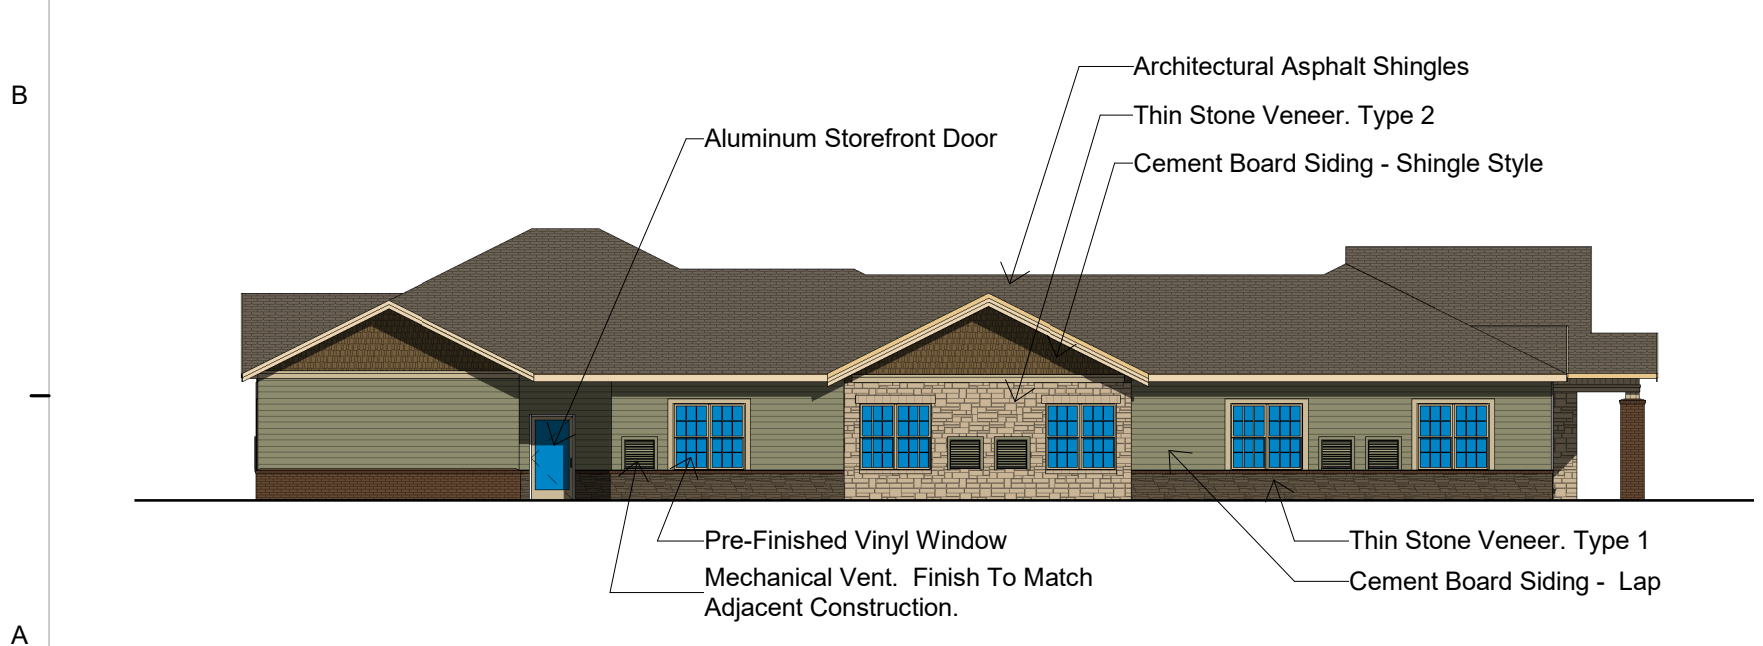 Architectural Asphalt Shingles
B
Thin Stone Veneer. Type 2
Aluminum Storefront Door
Cement Board Siding - Shingle Style
Pre-Finished Vinyl Window
Thin Stone Veneer. Type 1
Mechanical Vent.  Finish To Match
Adjacent Construction.
Cement Board Siding -  Lap
A